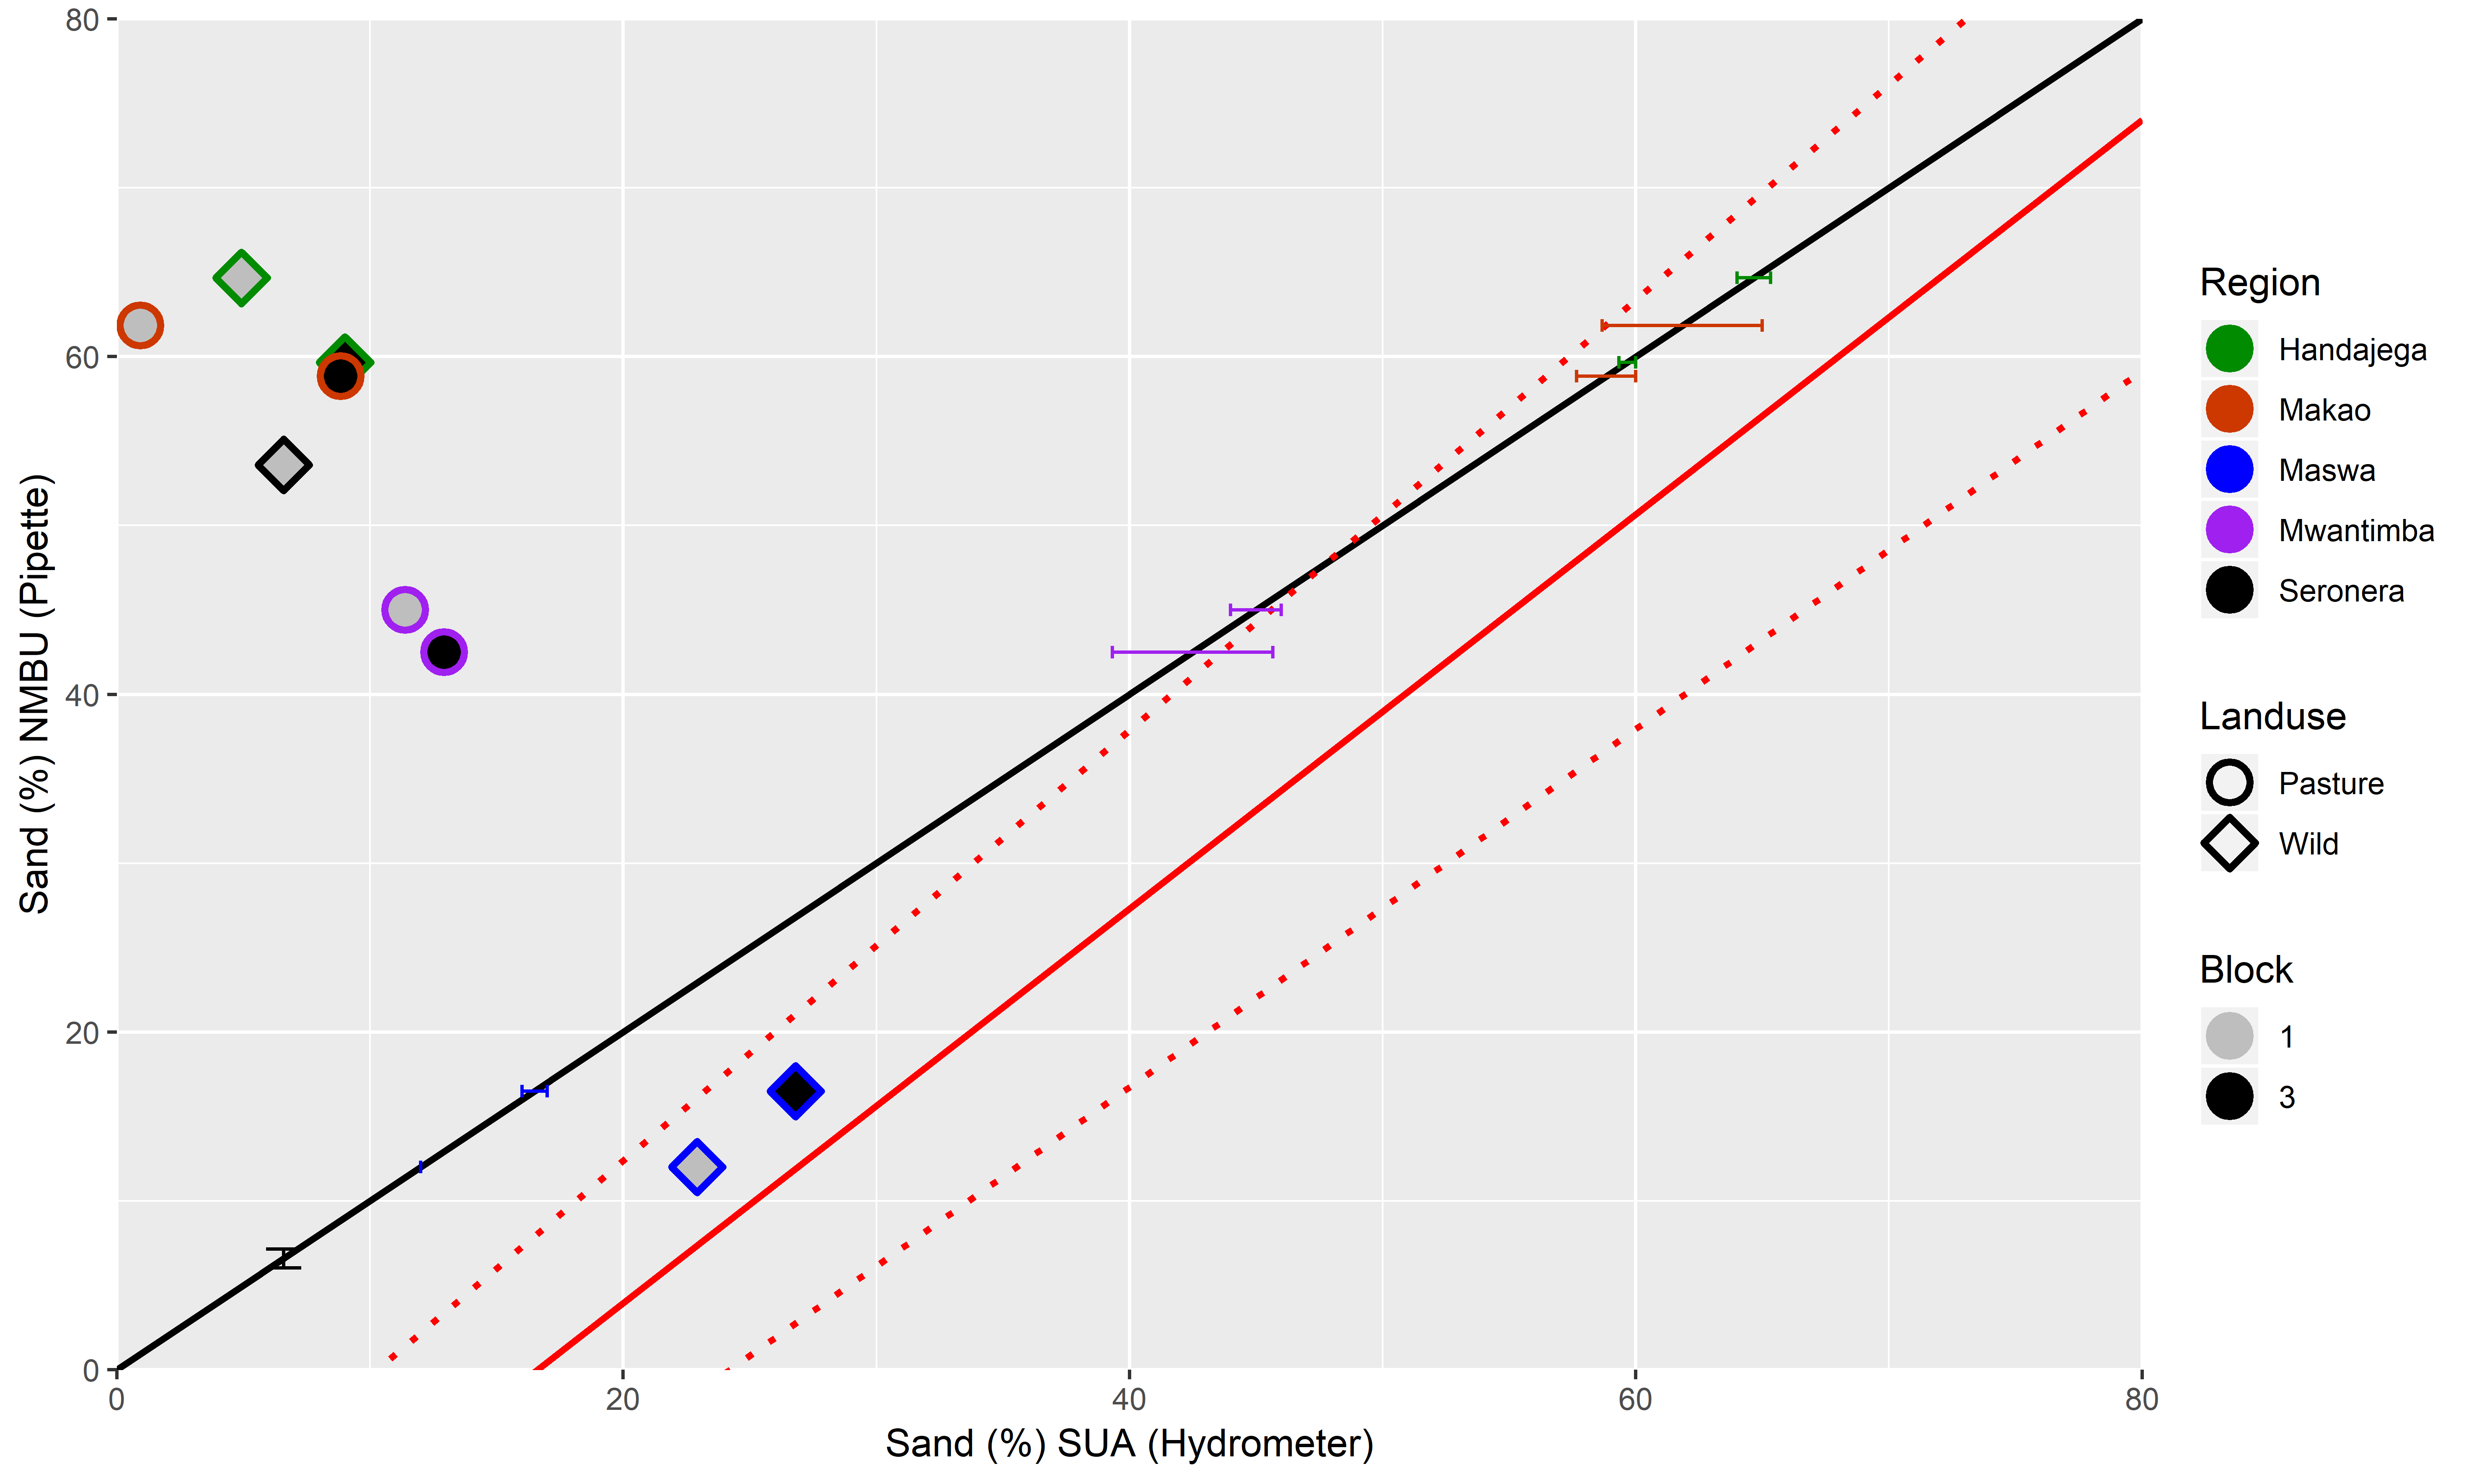 80
60
40
20
0
Sand (%) NMBU (Pipette)
0 20 40 60 80
Sand (%) SUA (Hydrometer)
Region
Handajega
Makao
Maswa
Mwantimba
Seronera
Landuse
Pasture
Wild
Block
1
3